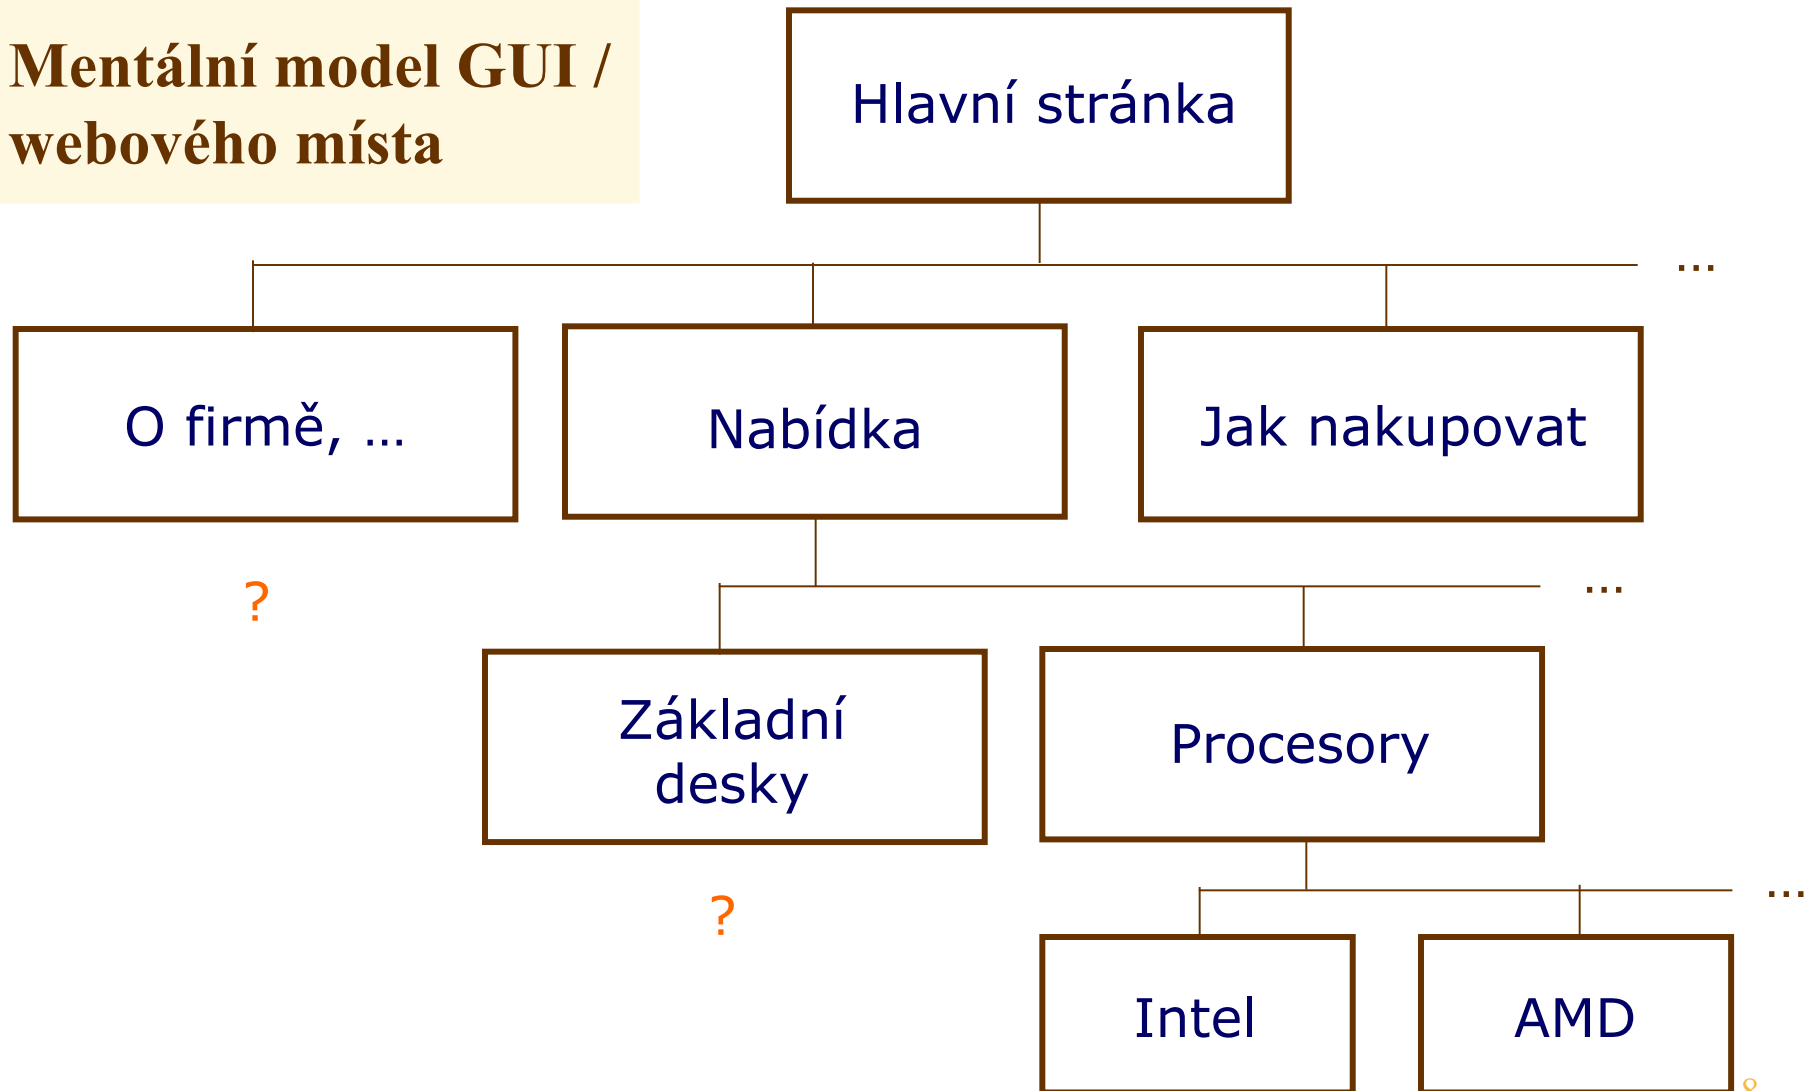 Mentální model GUI /
webového místa
Hlavní stránka
...
O firmě, ...
Nabídka
Jak nakupovat
?
...
Základní
desky
Procesory
?
...
Intel
AMD